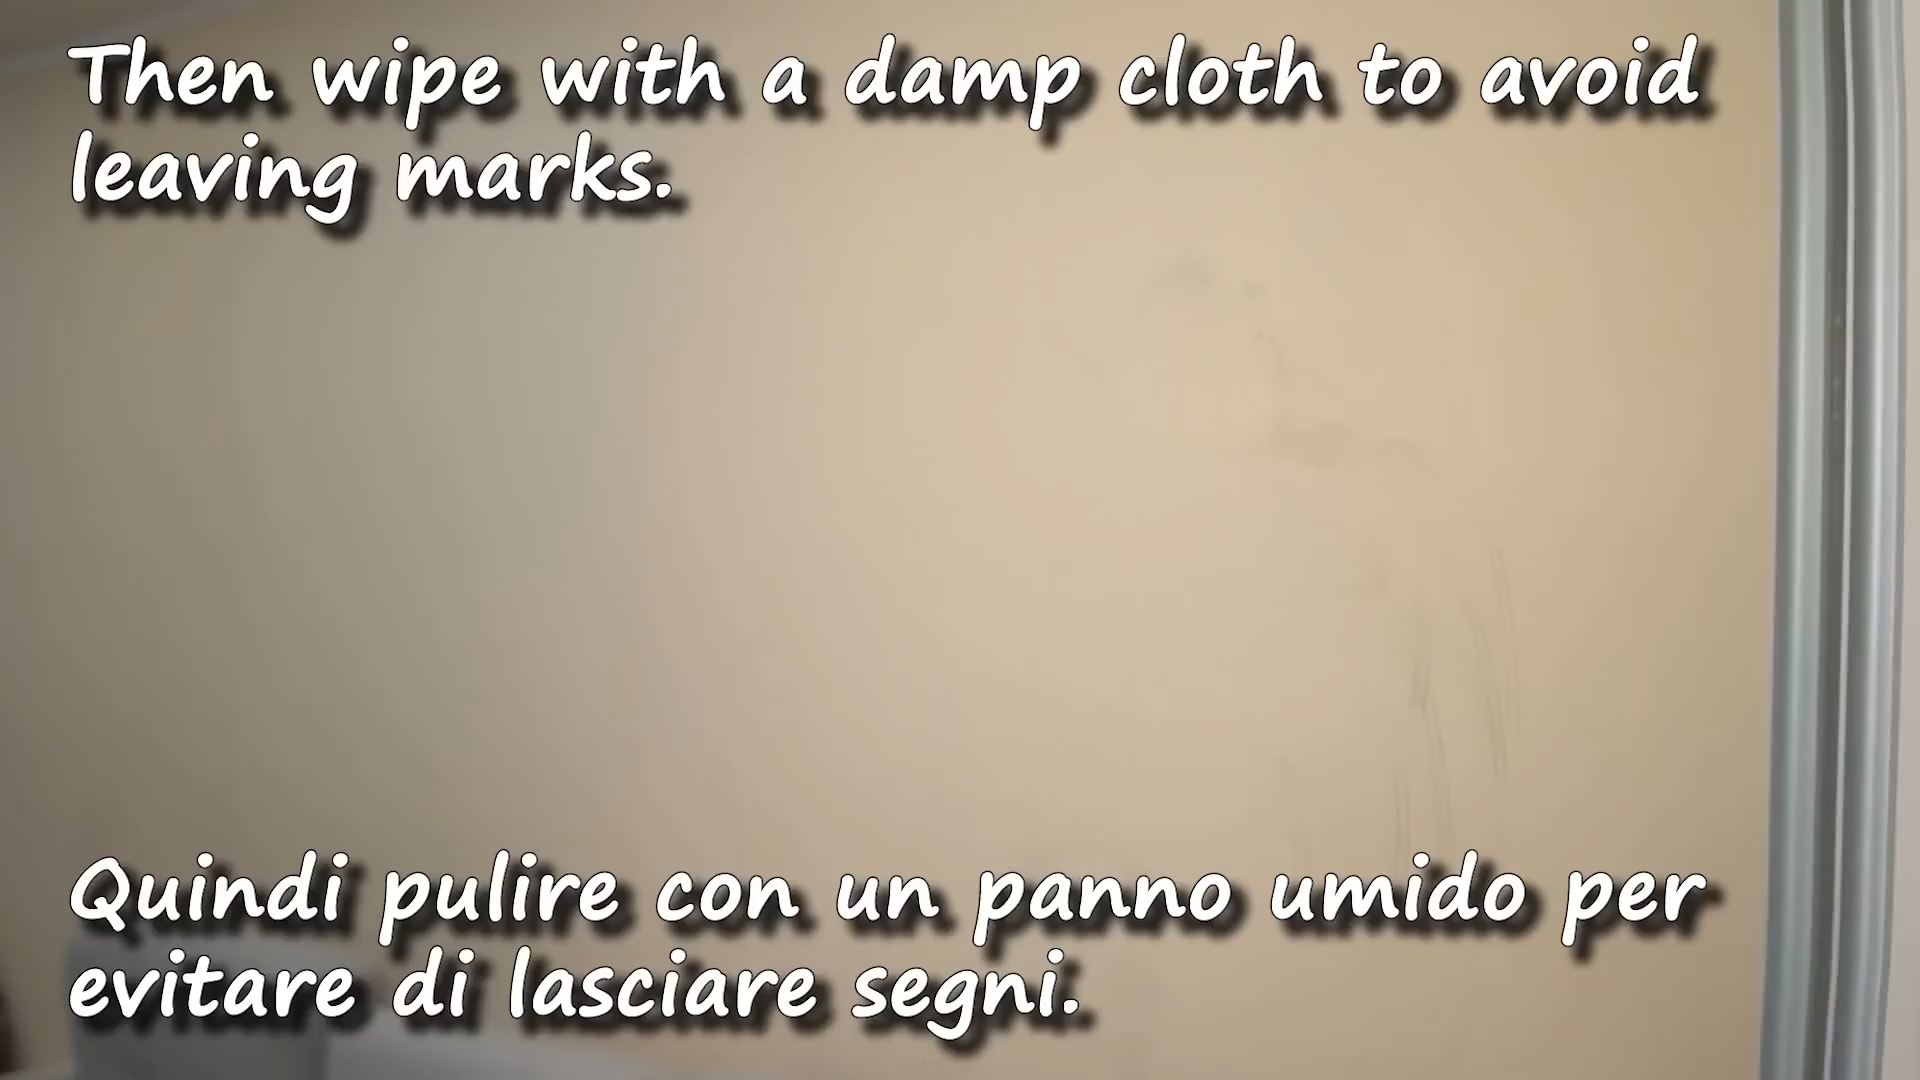 Then wipe with a damp cloth to avoid
leaving marks.
Quindi pulire con un panno umido per
evitare di lasciare segni.